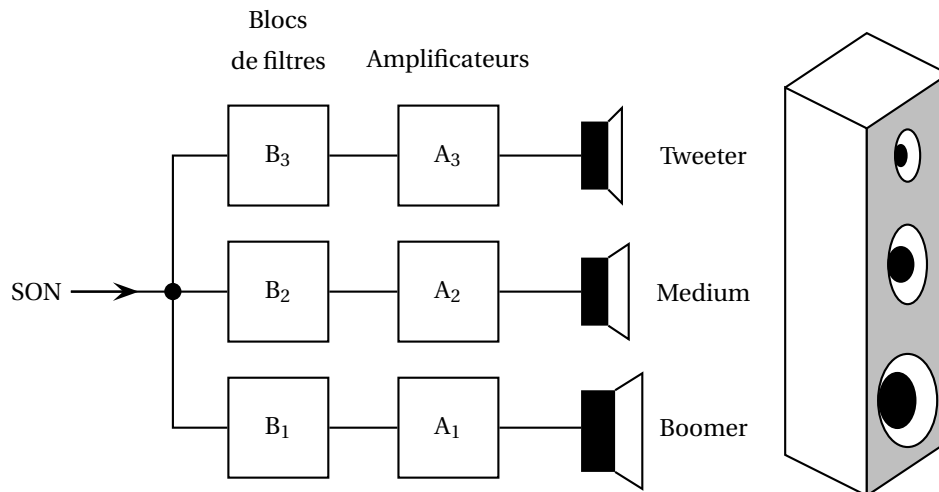 Blocs
de filtres
Amplificateurs
B3
A3
Tweeter
SON
B2
A2
Medium
B1
A1
Boomer